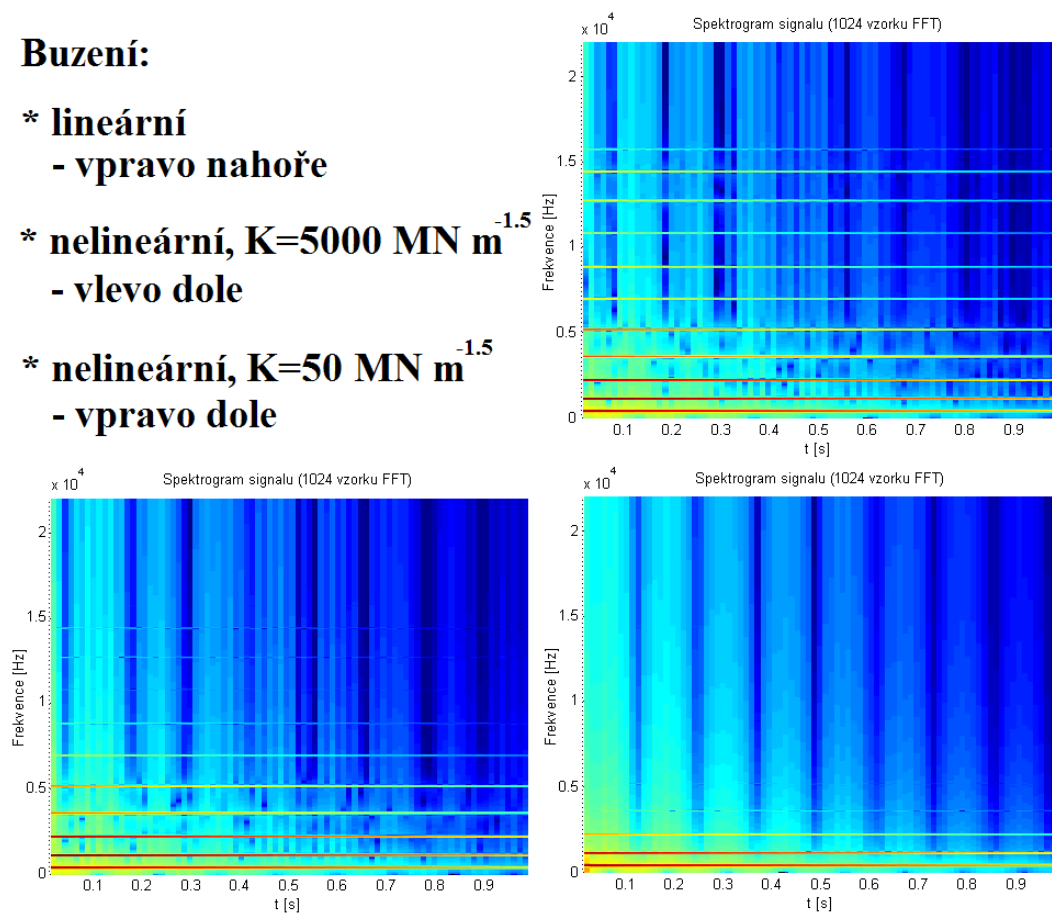 Buzení:
* lineární
- vpravo nahoře
* nelineární, K=5000 MN m-1.5
- vlevo dole
* nelineární, K=50 MN m-1.5
- vpravo dole
Spektrogram signalu (1024 vzorku FFT)
x 10^4
Frekvence [Hz]
2
1.5
1
0.5
0
0.1 0.2 0.3 0.4 0.5 0.6 0.7 0.8 0.9
t [s]
Spektrogram signalu (1024 vzorku FFT)
x 10^4
Frekvence [Hz]
2
1.5
1
0.5
0
0.1 0.2 0.3 0.4 0.5 0.6 0.7 0.8 0.9
t [s]
Spektrogram signalu (1024 vzorku FFT)
x 10^4
Frekvence [Hz]
2
1.5
1
0.5
0
0.1 0.2 0.3 0.4 0.5 0.6 0.7 0.8 0.9
t [s]